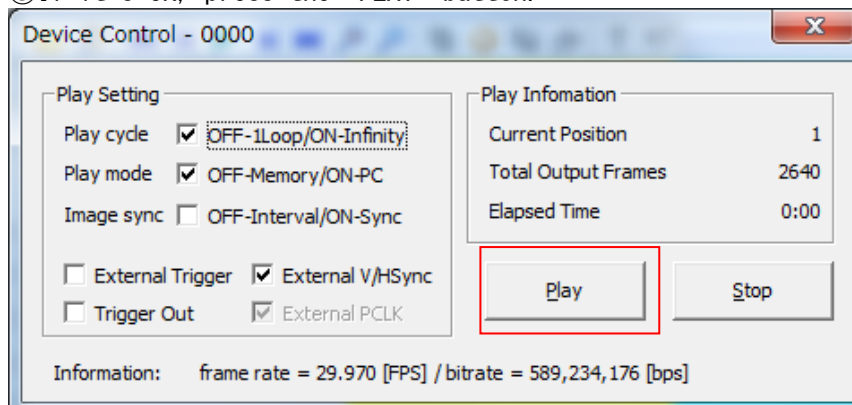 Device Control - 0000
Play Setting
Play cycle OFF-1Loop/ON-Infinity
Play mode OFF-Memory/ON-PC
Image sync OFF-Interval/ON-Sync
External Trigger External V/HSync
Trigger Out External PCLK
Play Infomation
Current Position 1
Total Output Frames 2640
Elapsed Time 0:00
Play Stop
Information: frame rate = 29.970 [FPS] / bitrate = 589,234,176 [bps]